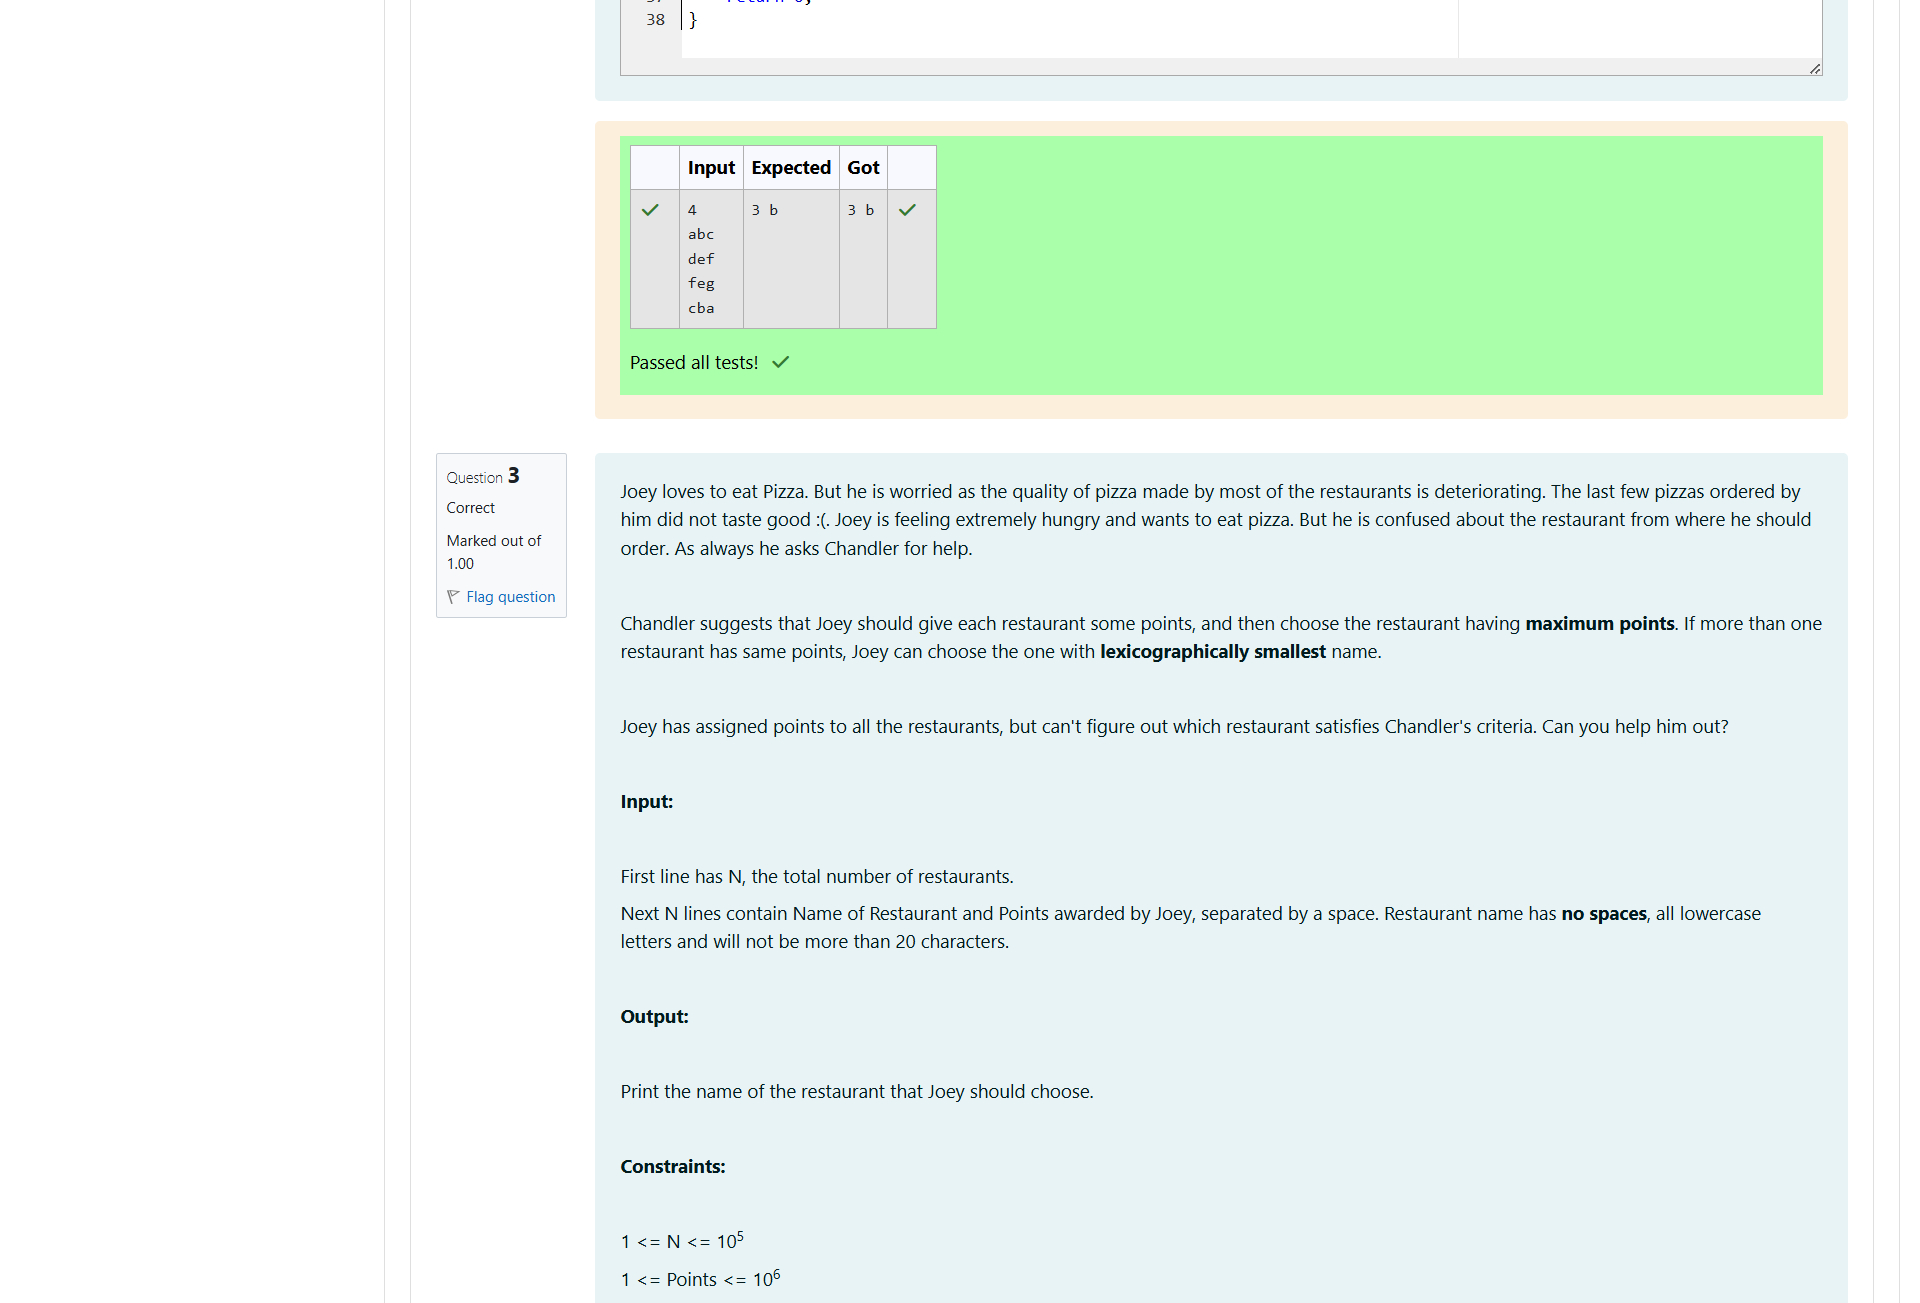 38 }
Input Expected Got
4 3 b 3 b
abc
def
feg
cba
Passed all tests!
Question 3
Correct
Marked out of
1.00
Flag question
Joey loves to eat Pizza. But he is worried as the quality of pizza made by most of the restaurants is deteriorating. The last few pizzas ordered by
him did not taste good :(. Joey is feeling extremely hungry and wants to eat pizza. But he is confused about the restaurant from where he should
order. As always he asks Chandler for help.
Chandler suggests that Joey should give each restaurant some points, and then choose the restaurant having maximum points. If more than one
restaurant has same points, Joey can choose the one with lexicographically smallest name.
Joey has assigned points to all the restaurants, but can't figure out which restaurant satisfies Chandler's criteria. Can you help him out?
Input:
First line has N, the total number of restaurants.
Next N lines contain Name of Restaurant and Points awarded by Joey, separated by a space. Restaurant name has no spaces, all lowercase
letters and will not be more than 20 characters.
Output:
Print the name of the restaurant that Joey should choose.
Constraints:
1 <= N <= 10⁵
1 <= Points <= 10⁶